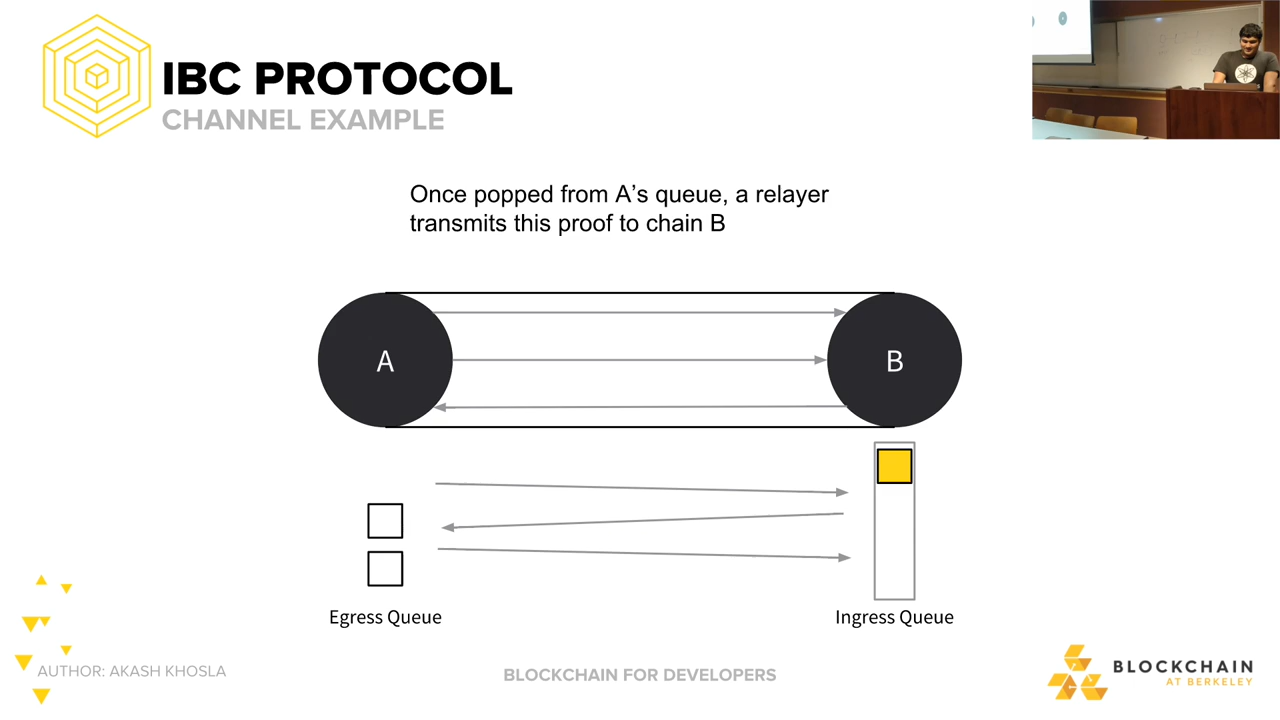 IBC PROTOCOL
CHANNEL EXAMPLE
Once popped from A’s queue, a relayer
transmits this proof to chain B
A
B
Egress Queue
Ingress Queue
AUTHOR: AKASH KHOSLA
BLOCKCHAIN FOR DEVELOPERS
BLOCKCHAIN
AT BERKELEY